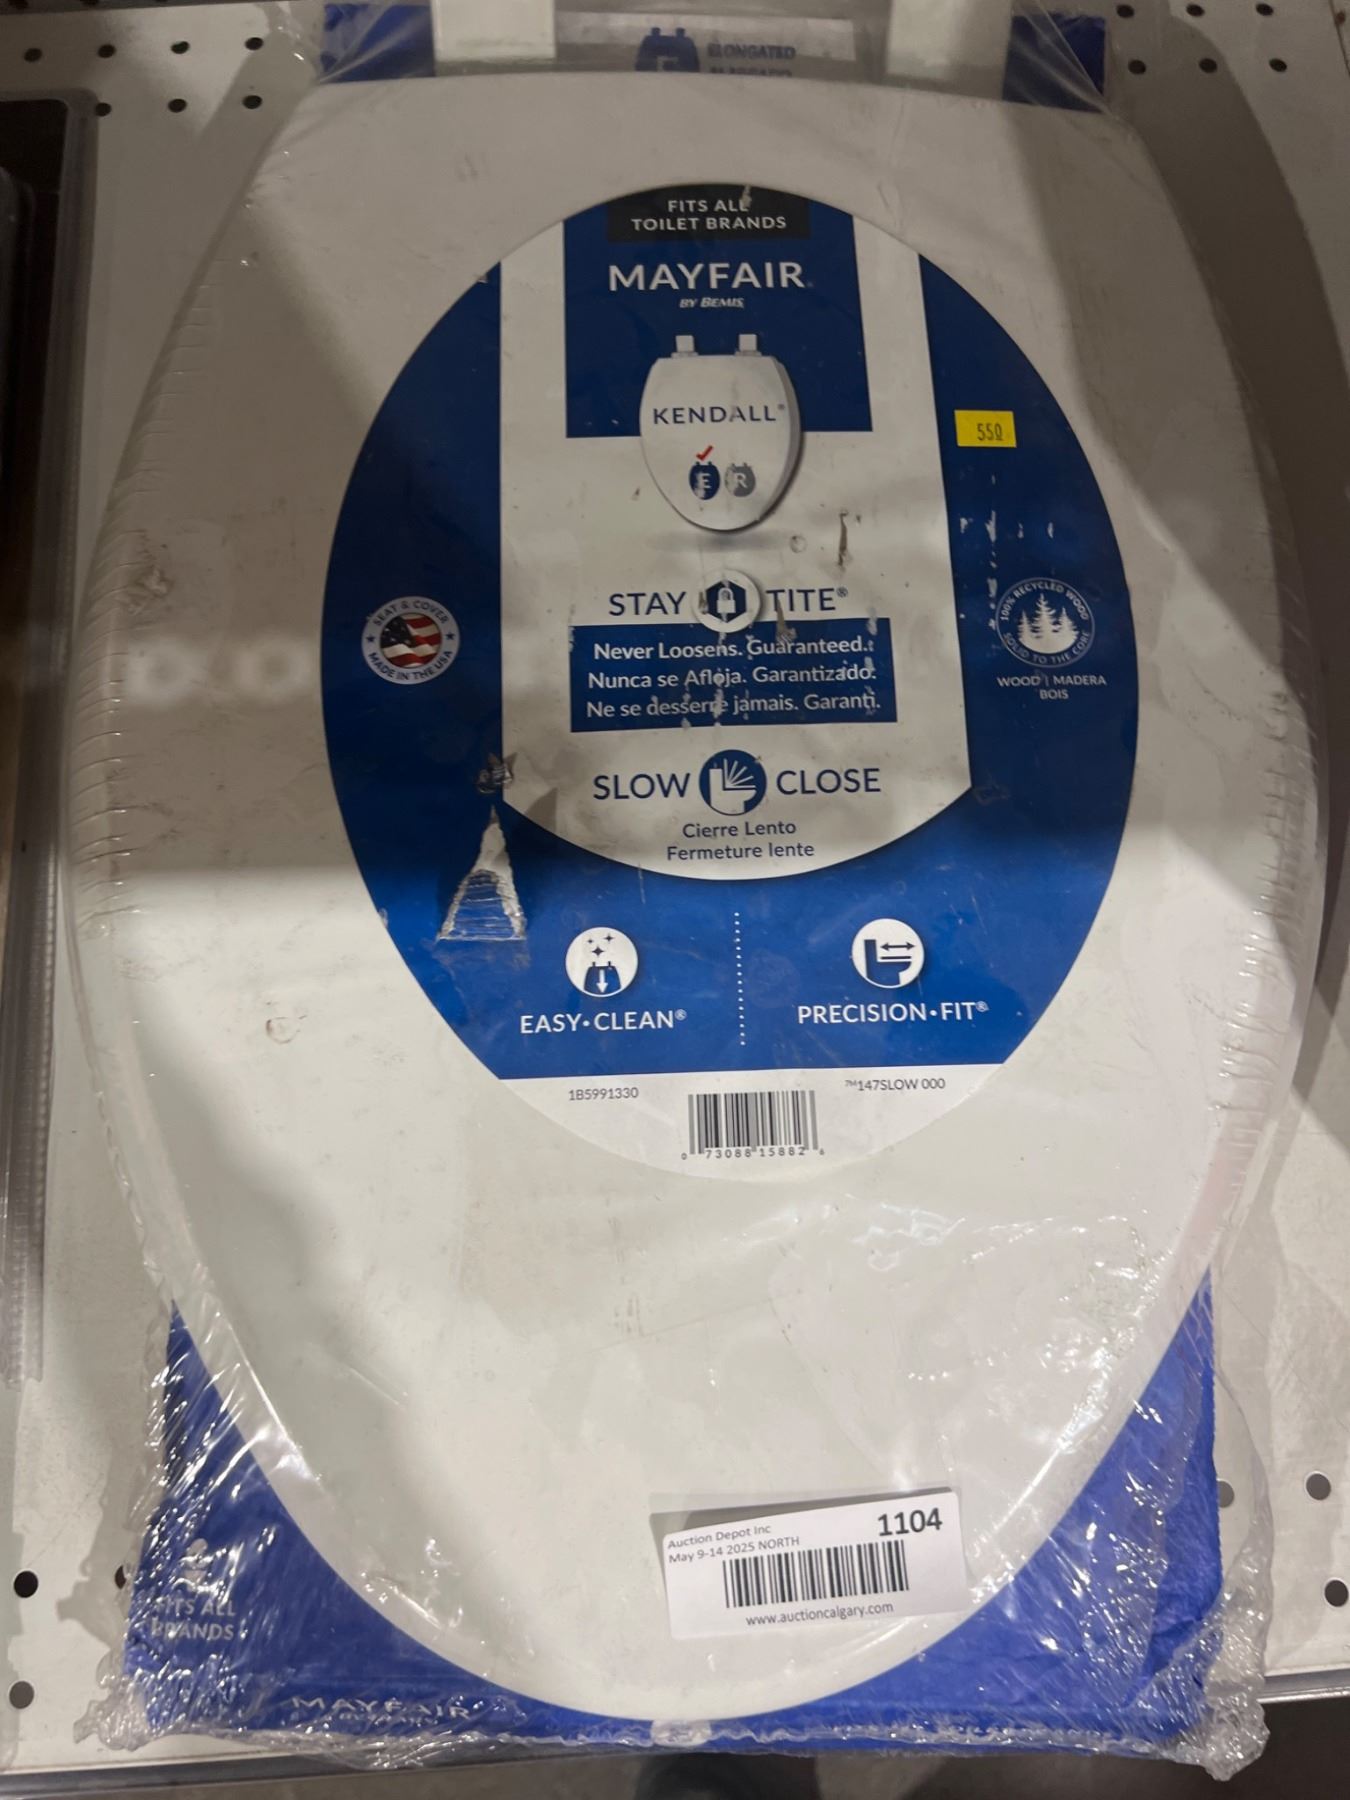 ELONGATED
FITS ALL
TOILET BRANDS
MAYFAIR
BY BEMIS
KENDALL®
E R
550
STAY TITE®
Never Loosens. Guaranteed.
Nunca se Afloja. Garantizado.
Ne se desserre jamais. Garanti.
SEAT & COVER
MADE IN THE USA
100% RECYCLED WOOD
SOLID TO THE CORE
WOOD | MADERA
BOIS
SLOW CLOSE
Cierre Lento
Fermeture lente
EASY•CLEAN®
PRECISION•FIT®
1B5991330
™147SLOW 000
0 73088 15882 6
Auction Depot Inc
1104
May 9-14 2025 NORTH
www.auctioncalgary.com
FITS ALL
BRANDS
MAYFAIR